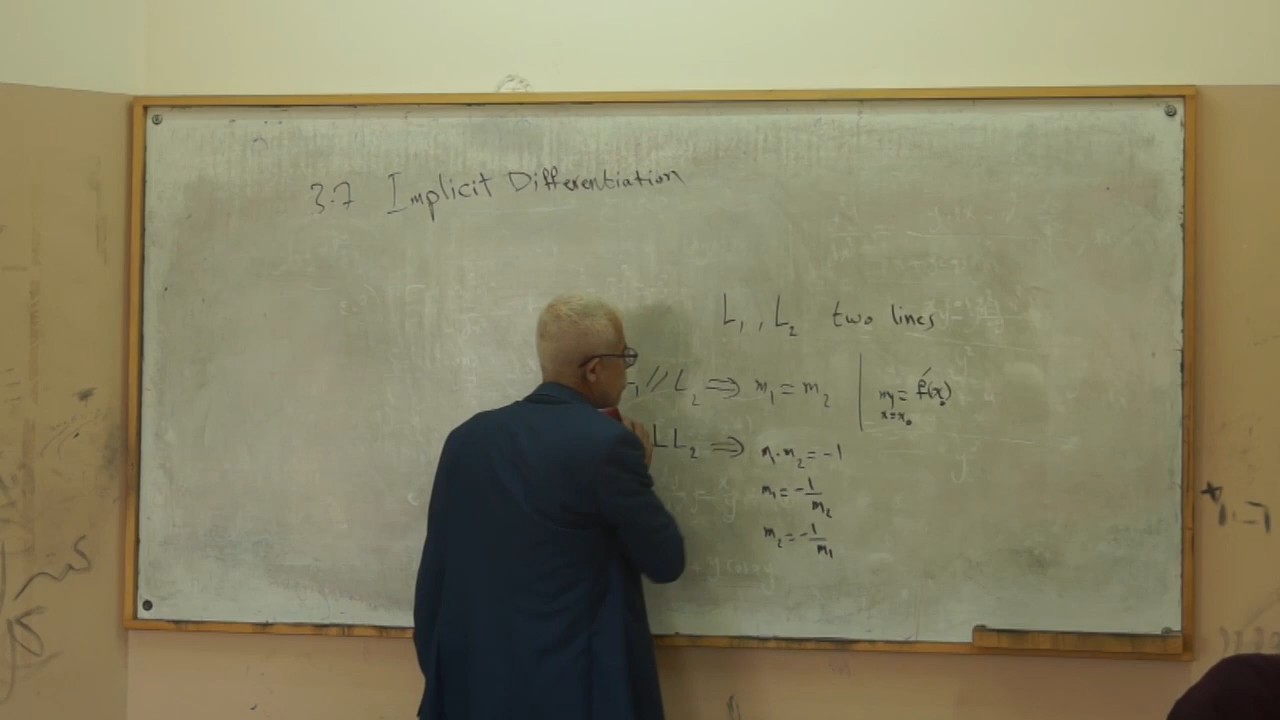 3.7 Implicit Differentiation
L₁, L₂ two lines
// L₂ ⇒ m₁ = m₂ | m = f′(x₀)
x=x₀
⊥ L₂ ⇒ m₁·m₂ = -1
m₁ = -1/m₂
m₂ = -1/m₁